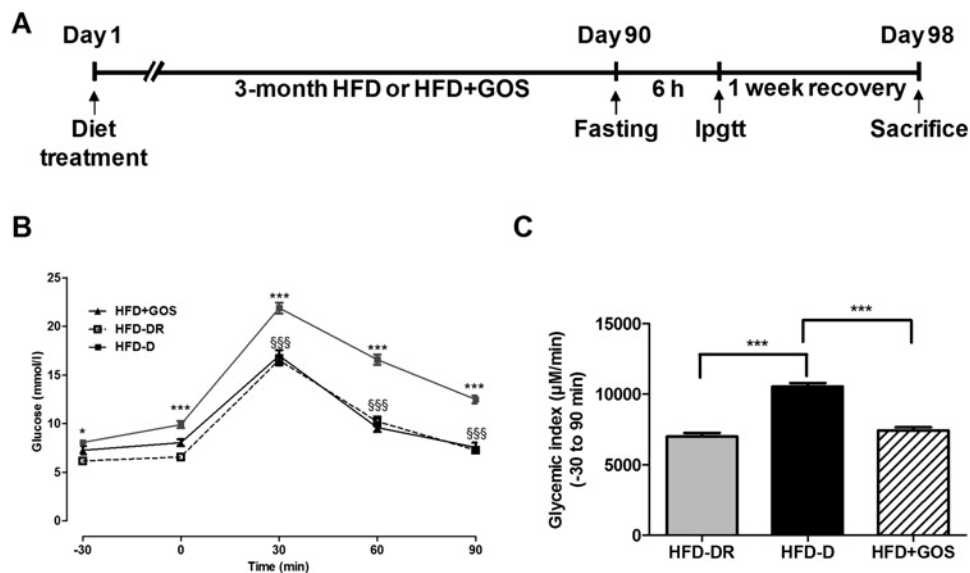 A
Day 1
Day 90
Day 98
3-month HFD or HFD+GOS
6 h
1 week recovery
Diet
treatment
Fasting
Ipgtt
Sacrifice
B
Glucose (mmol/l)
25
20
15
10
5
0
HFD+GOS
HFD-DR
HFD-D
*
***
***
***
***
§§§
§§§
§§§
-30
0
30
60
90
Time (min)
C
Glycemic index (µM/min)
(-30 to 90 min)
15000
10000
5000
0
***
***
HFD-DR
HFD-D
HFD+GOS